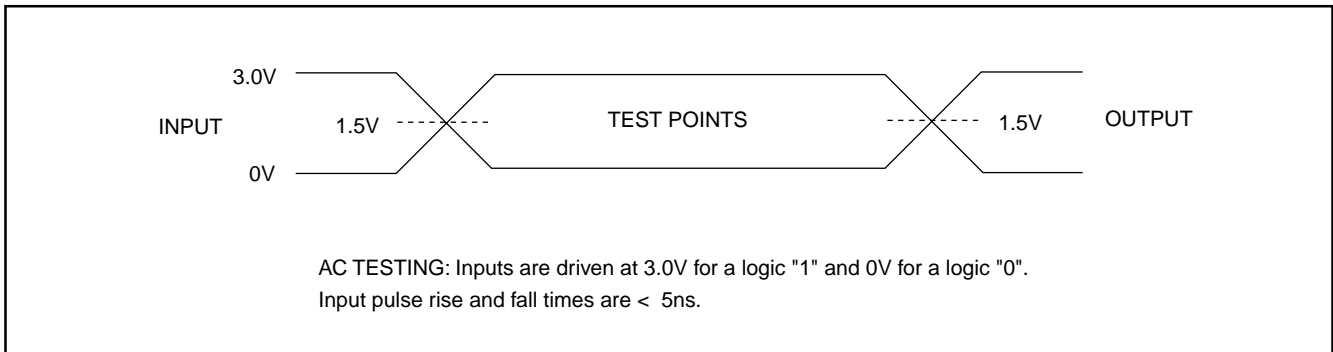 3.0V
INPUT 1.5V TEST POINTS 1.5V OUTPUT
0V
AC TESTING: Inputs are driven at 3.0V for a logic "1" and 0V for a logic "0".
Input pulse rise and fall times are < 5ns.